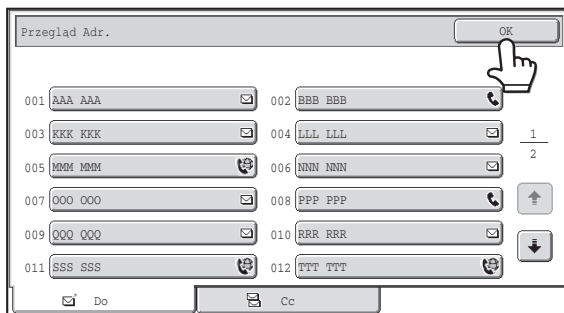 Przegląd Adr. OK
001 AAA AAA 002 BBB BBB
003 KKK KKK 004 LLL LLL
1
005 MMM MMM 006 NNN NNN
2
007 OOO OOO 008 PPP PPP
009 QQQ QQQ 010 RRR RRR
011 SSS SSS 012 TTT TTT
Do Cc